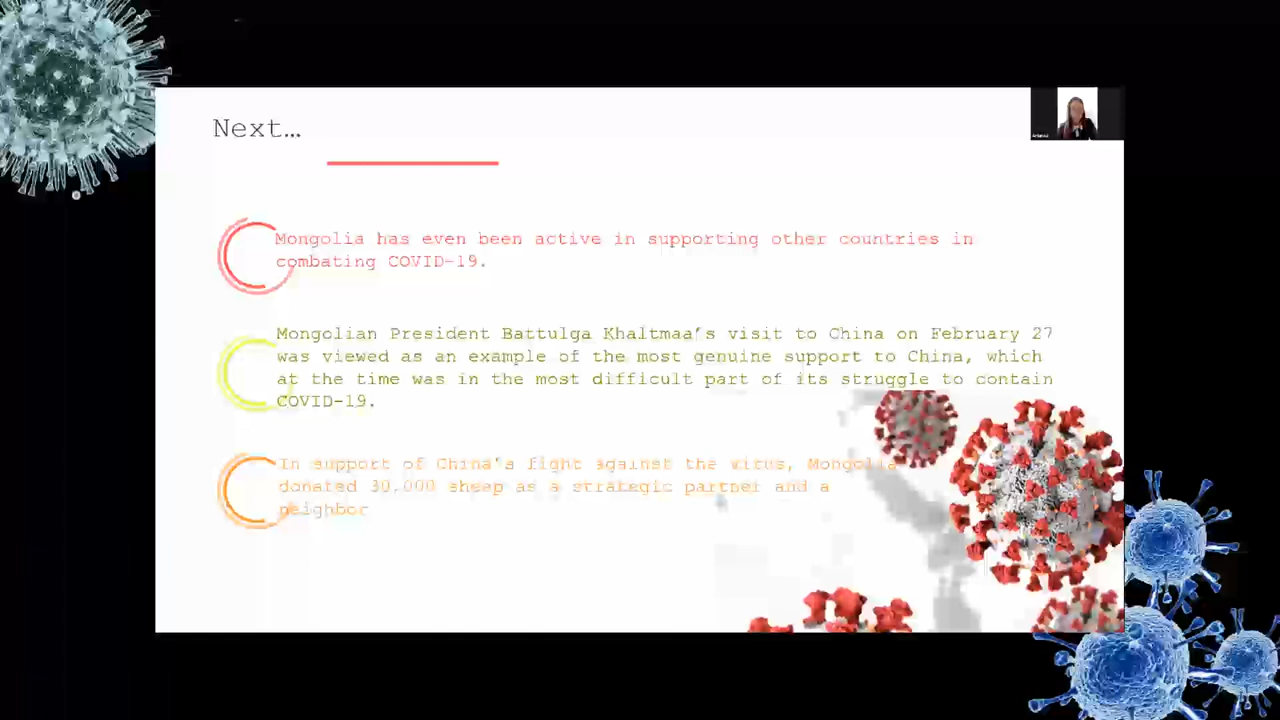 Next…
Mongolia has even been active in supporting other countries in
combating COVID-19.
Mongolian President Battulga Khaltmaa's visit to China on February 27
was viewed as an example of the most genuine support to China, which
at the time was in the most difficult part of its struggle to contain
COVID-19.
In support of China's fight against the virus, Mongolia
donated 30,000 sheep as a strategic partner and a
neighbor